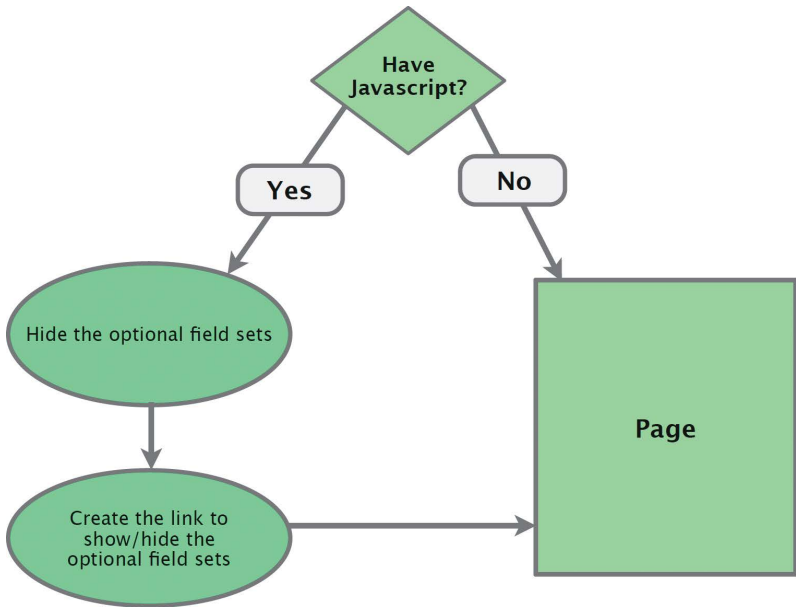 Have
Javascript?
Yes
No
Hide the optional field sets
Page
Create the link to
show/hide the
optional field sets